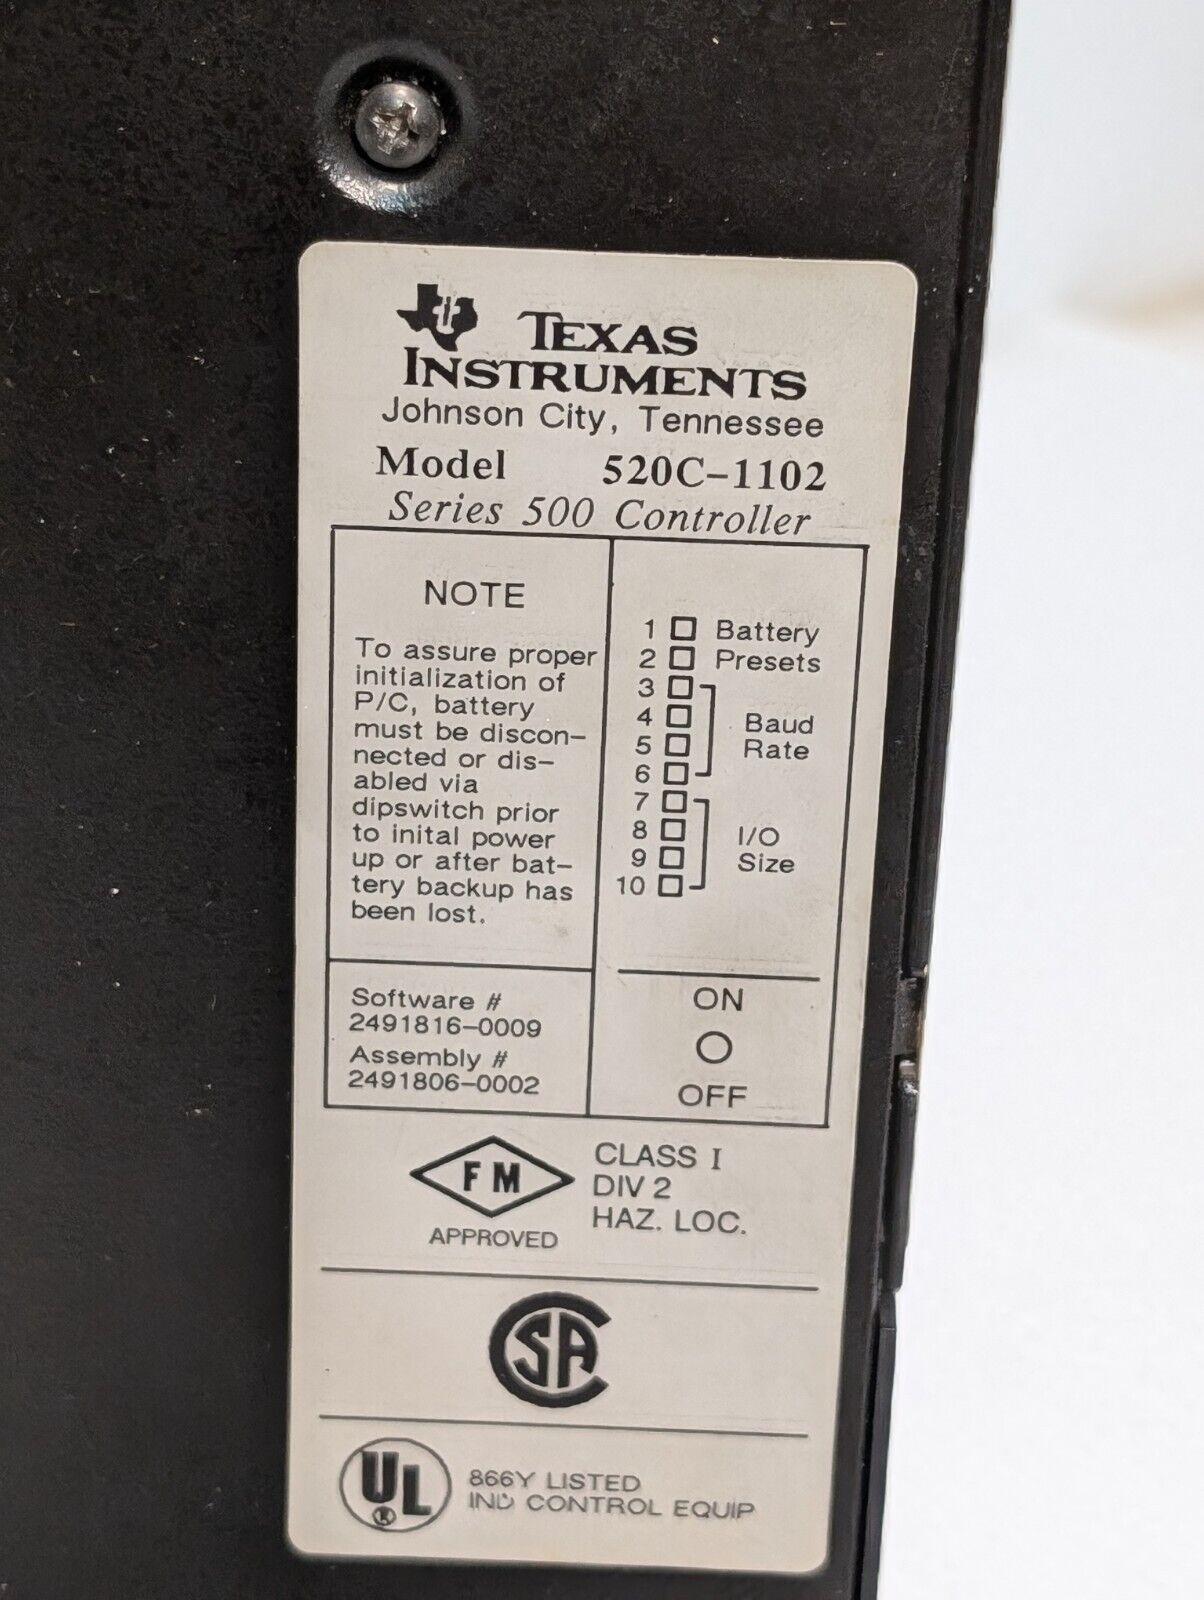 TEXAS
INSTRUMENTS
Johnson City, Tennessee
Model 520C-1102
Series 500 Controller
NOTE
To assure proper
initialization of
P/C, battery
must be discon-
nected or dis-
abled via
dipswitch prior
to inital power
up or after bat-
tery backup has
been lost.
1 Battery
2 Presets
3
4
5
6
Baud
Rate
7
8
9
10
I/O
Size
Software #
2491816-0009
Assembly #
2491806-0002
ON
OFF
FM
APPROVED
CLASS I
DIV 2
HAZ. LOC.
CSA
UL
®
866Y LISTED
IND CONTROL EQUIP